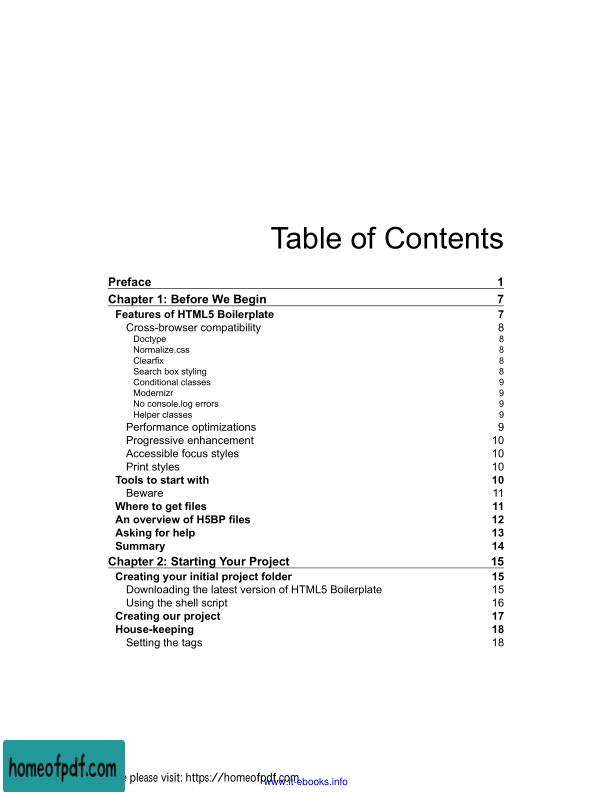 Table of Contents
Preface 1
Chapter 1: Before We Begin 7
Features of HTML5 Boilerplate 7
Cross-browser compatibility 8
Doctype 8
Normalize.css 8
Clearfix 8
Search box styling 8
Conditional classes 9
Modernizr 9
No console.log errors 9
Helper classes 9
Performance optimizations 9
Progressive enhancement 10
Accessible focus styles 10
Print styles 10
Tools to start with 10
Beware 11
Where to get files 11
An overview of H5BP files 12
Asking for help 13
Summary 14
Chapter 2: Starting Your Project 15
Creating your initial project folder 15
Downloading the latest version of HTML5 Boilerplate 15
Using the shell script 16
Creating our project 17
House-keeping 18
Setting the tags 18
homeofpdf.com
please visit: https://homeofpdf.com
www.it-ebooks.info